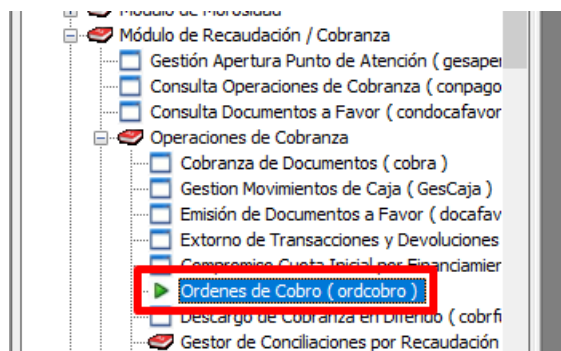 Módulo de Morosidad
Módulo de Recaudación / Cobranza
Gestión Apertura Punto de Atención ( gesaper
Consulta Operaciones de Cobranza ( conpago
Consulta Documentos a Favor ( condocafavor
Operaciones de Cobranza
Cobranza de Documentos ( cobra )
Gestion Movimientos de Caja ( GesCaja )
Emisión de Documentos a Favor ( docafav
Extorno de Transacciones y Devoluciones
Compromiso Cuota Inicial por Financiamier
Ordenes de Cobro ( ordcobro )
Descargo de Cobranza en Diferido ( cobrfi
Gestor de Conciliaciones por Recaudación